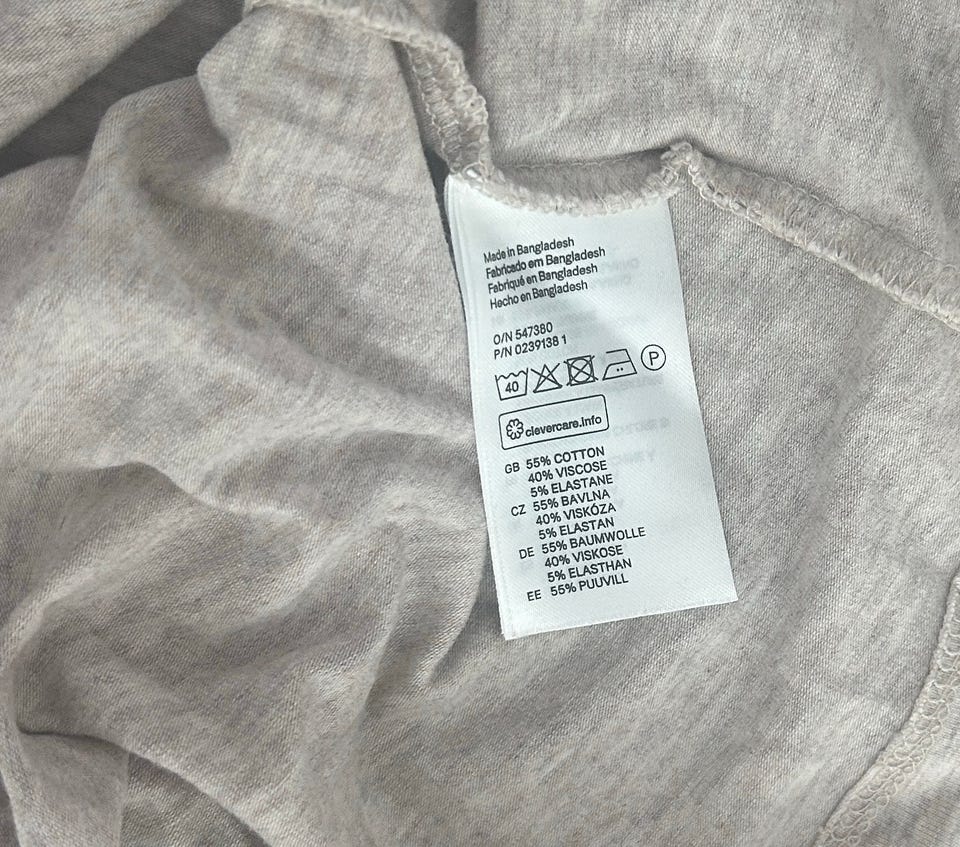 Made in Bangladesh
Fabricado em Bangladesh
Fabriqué en Bangladesh
Hecho en Bangladesh
O/N 547380
P/N 0239138 1
40 P
clevercare.info
GB 55% COTTON
40% VISCOSE
5% ELASTANE
CZ 55% BAVLNA
40% VISKÓZA
5% ELASTAN
DE 55% BAUMWOLLE
40% VISKOSE
5% ELASTHAN
EE 55% PUUVILL